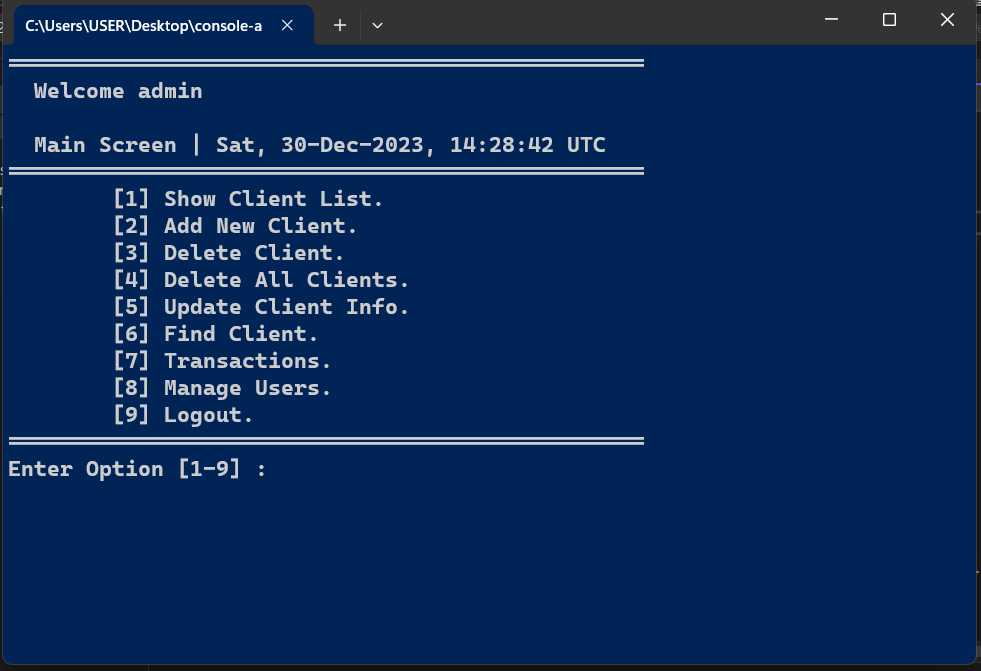 C:\Users\USER\Desktop\console-a
Welcome admin
Main Screen | Sat, 30-Dec-2023, 14:28:42 UTC
[1] Show Client List.
[2] Add New Client.
[3] Delete Client.
[4] Delete All Clients.
[5] Update Client Info.
[6] Find Client.
[7] Transactions.
[8] Manage Users.
[9] Logout.
Enter Option [1-9] :